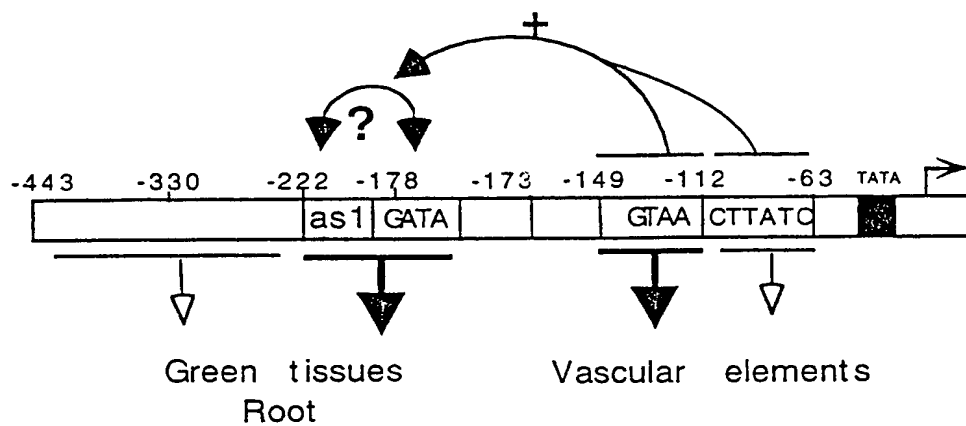 +
?
-443 -330 -222 -178 -173 -149 -112 -63 TATA
as1 GATA GTAA CTTATC
Green tissues Vascular elements
Root